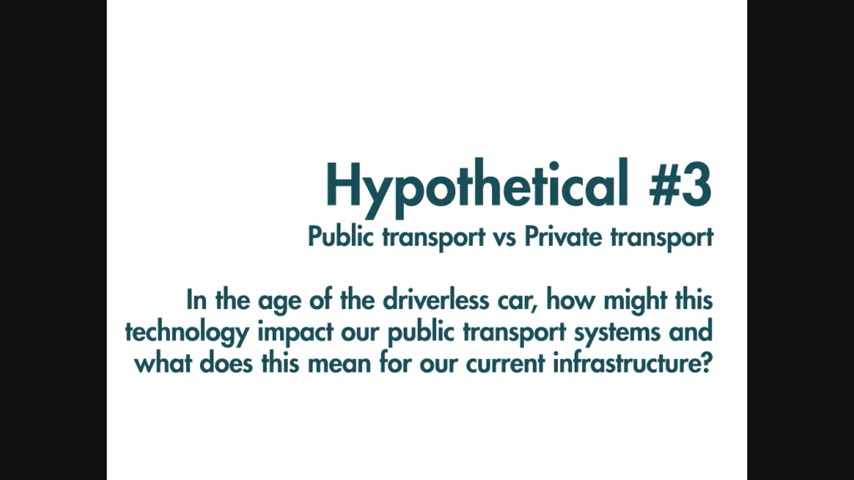 Hypothetical #3
Public transport vs Private transport
In the age of the driverless car, how might this
technology impact our public transport systems and
what does this mean for our current infrastructure?